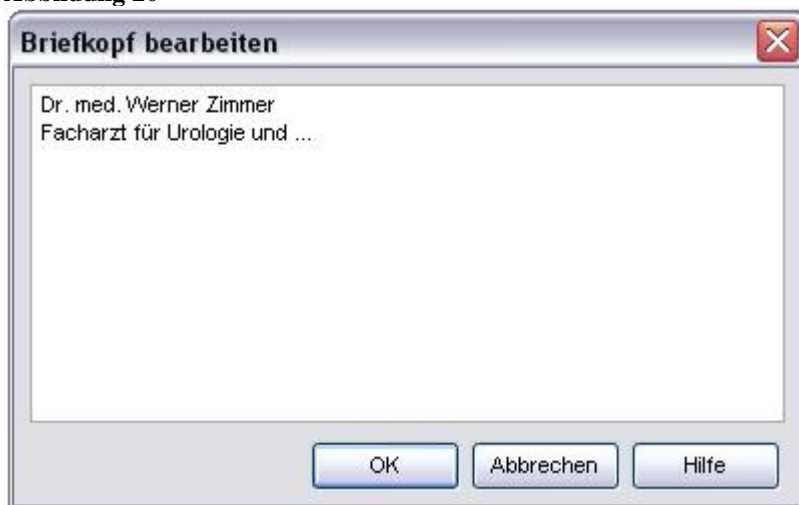 Briefkopf bearbeiten
Dr. med. Werner Zimmer
Facharzt für Urologie und ...
OK
Abbrechen
Hilfe